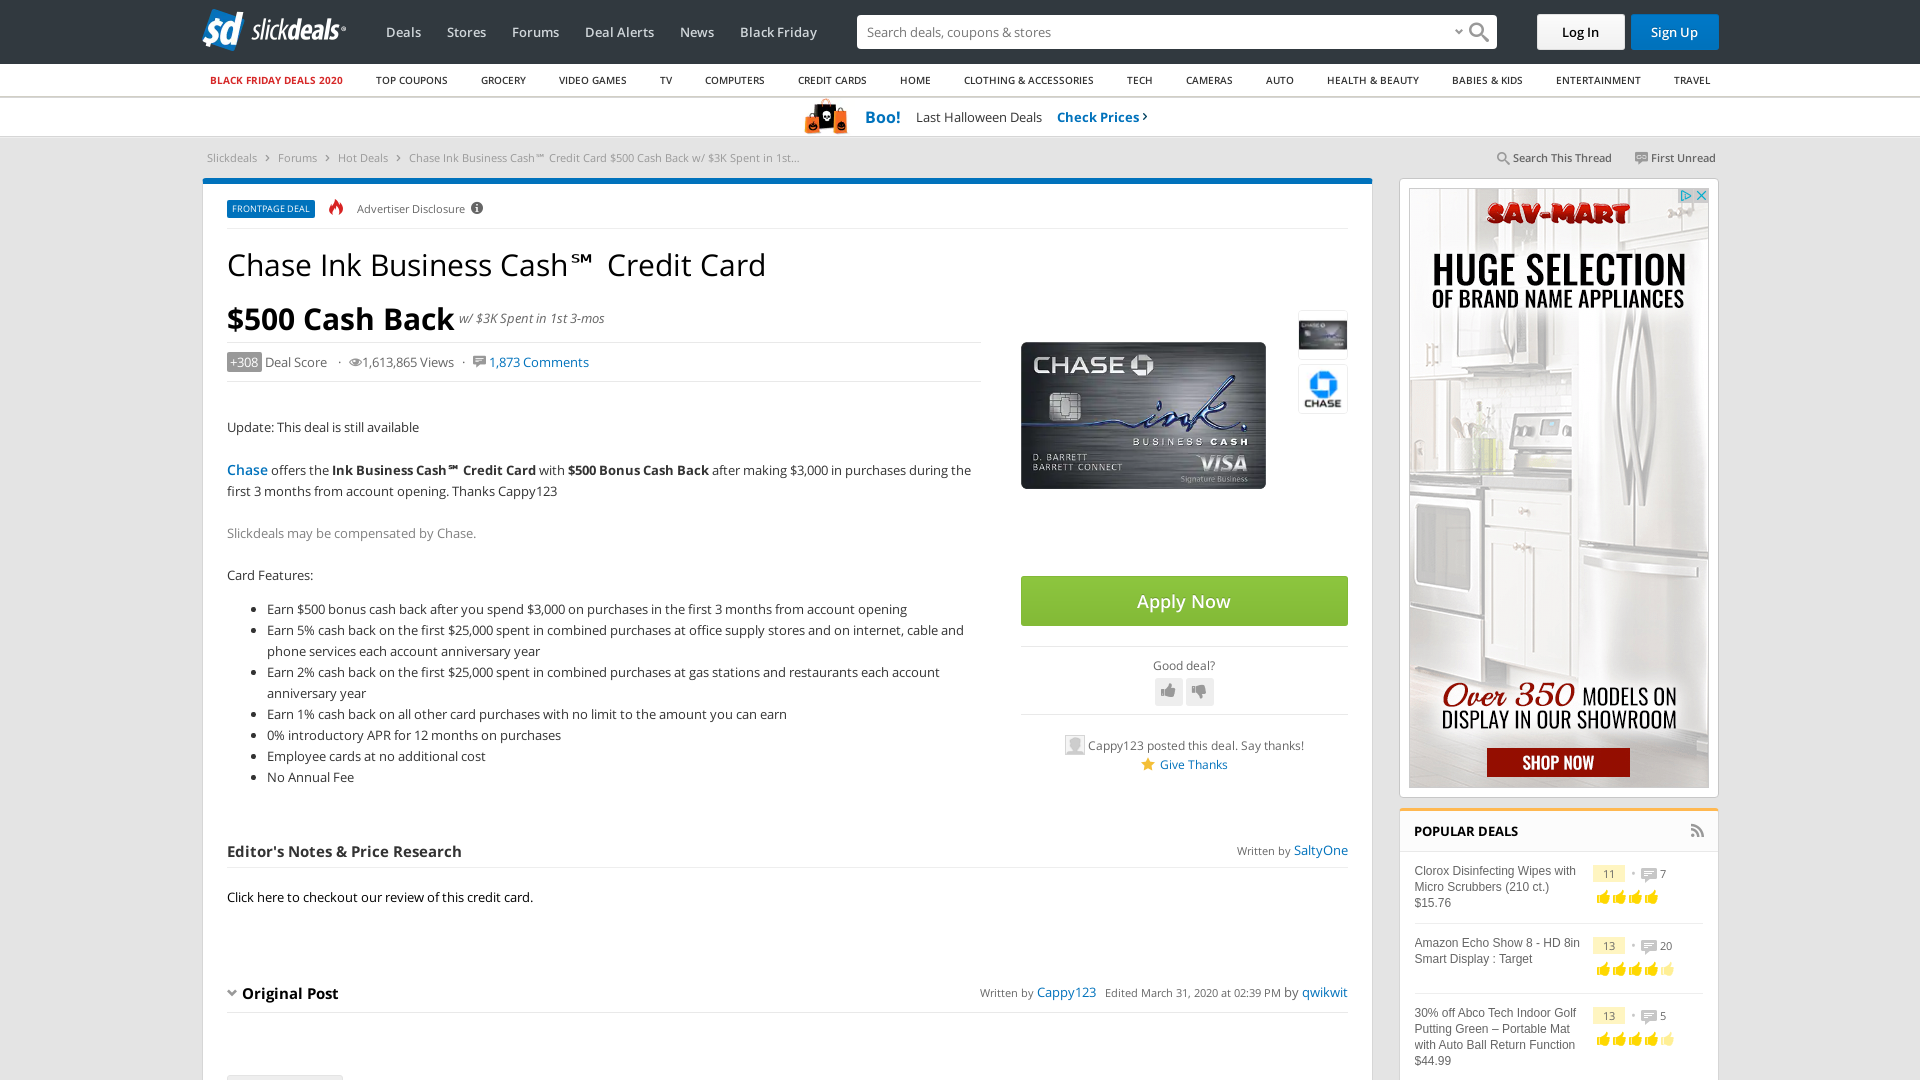 slickdeals
Deals
Stores
Forums
Deal Alerts
News
Black Friday
Search deals, coupons & stores
Log In
Sign Up
BLACK FRIDAY DEALS 2020
TOP COUPONS
GROCERY
VIDEO GAMES
TV
COMPUTERS
CREDIT CARDS
HOME
CLOTHING & ACCESSORIES
TECH
CAMERAS
AUTO
HEALTH & BEAUTY
BABIES & KIDS
ENTERTAINMENT
TRAVEL
Boo! Last Halloween Deals Check Prices
Slickdeals > Forums > Hot Deals > Chase Ink Business Cash℠ Credit Card $500 Cash Back w/ $3K Spent in 1st...
Search This Thread
First Unread
FRONTPAGE DEAL
Advertiser Disclosure
Chase Ink Business Cash℠ Credit Card
$500 Cash Back w/ $3K Spent in 1st 3-mos
+308 Deal Score · 1,613,865 Views · 1,873 Comments
Update: This deal is still available
Chase offers the Ink Business Cash℠ Credit Card with $500 Bonus Cash Back after making $3,000 in purchases during the
first 3 months from account opening. Thanks Cappy123
Slickdeals may be compensated by Chase.
Card Features:
Earn $500 bonus cash back after you spend $3,000 on purchases in the first 3 months from account opening
Earn 5% cash back on the first $25,000 spent in combined purchases at office supply stores and on internet, cable and
phone services each account anniversary year
Earn 2% cash back on the first $25,000 spent in combined purchases at gas stations and restaurants each account
anniversary year
Earn 1% cash back on all other card purchases with no limit to the amount you can earn
0% introductory APR for 12 months on purchases
Employee cards at no additional cost
No Annual Fee
CHASE
ink.
BUSINESS CASH
D. BARRETT
BARRETT CONNECT
VISA
Signature Business
CHASE
Apply Now
Good deal?
Cappy123 posted this deal. Say thanks!
Give Thanks
Editor's Notes & Price Research
Written by SaltyOne
Click here to checkout our review of this credit card.
Original Post
Written by Cappy123 Edited March 31, 2020 at 02:39 PM by qwikwit
SAV-MART
HUGE SELECTION
OF BRAND NAME APPLIANCES
Over 350 MODELS ON
DISPLAY IN OUR SHOWROOM
SHOP NOW
POPULAR DEALS
Clorox Disinfecting Wipes with
Micro Scrubbers (210 ct.)
$15.76
11 • 7
Amazon Echo Show 8 - HD 8in
Smart Display : Target
13 • 20
30% off Abco Tech Indoor Golf
Putting Green – Portable Mat
with Auto Ball Return Function
$44.99
13 • 5